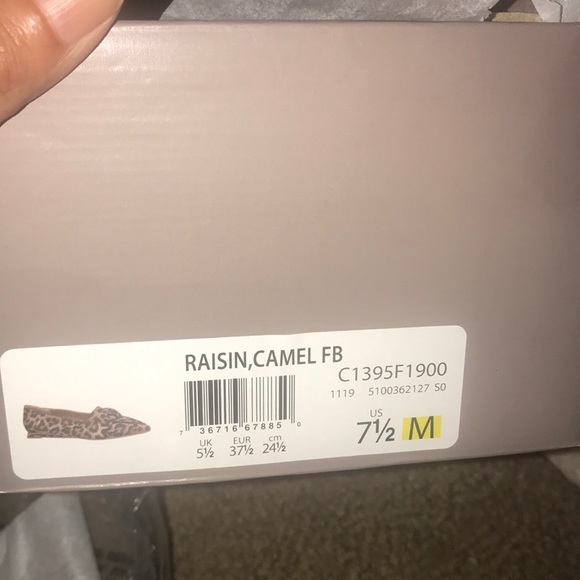 RAISIN,CAMEL FB
C1395F1900
1119 5100362127 50
7 36716 67885 0
US
7½ M
UK EUR cm
5½ 37½ 24½